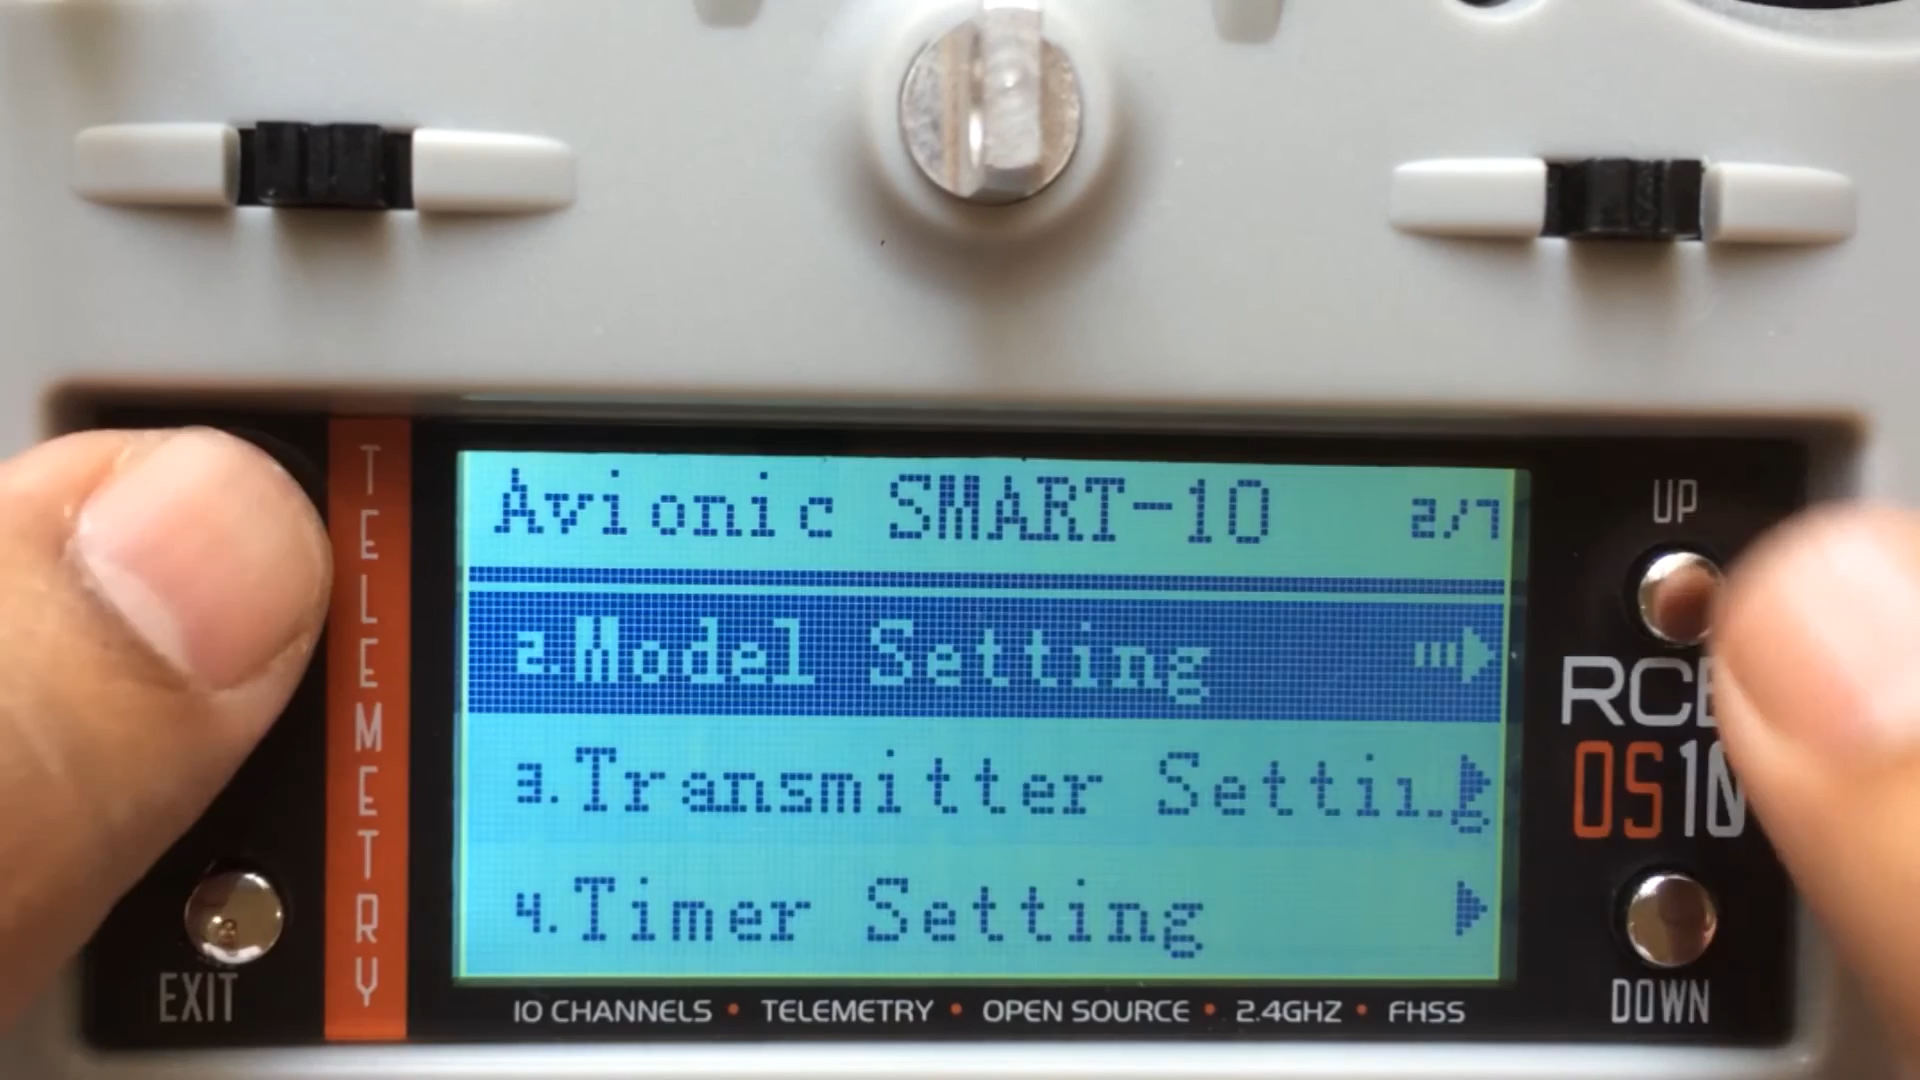 Avionic SMART-10 2/7
2.Model Setting
3.Transmitter Setting
4.Timer Setting
TELEMETRY
EXIT
UP
OS10
DOWN
10 CHANNELS • TELEMETRY • OPEN SOURCE • 2.4GHZ • FHSS